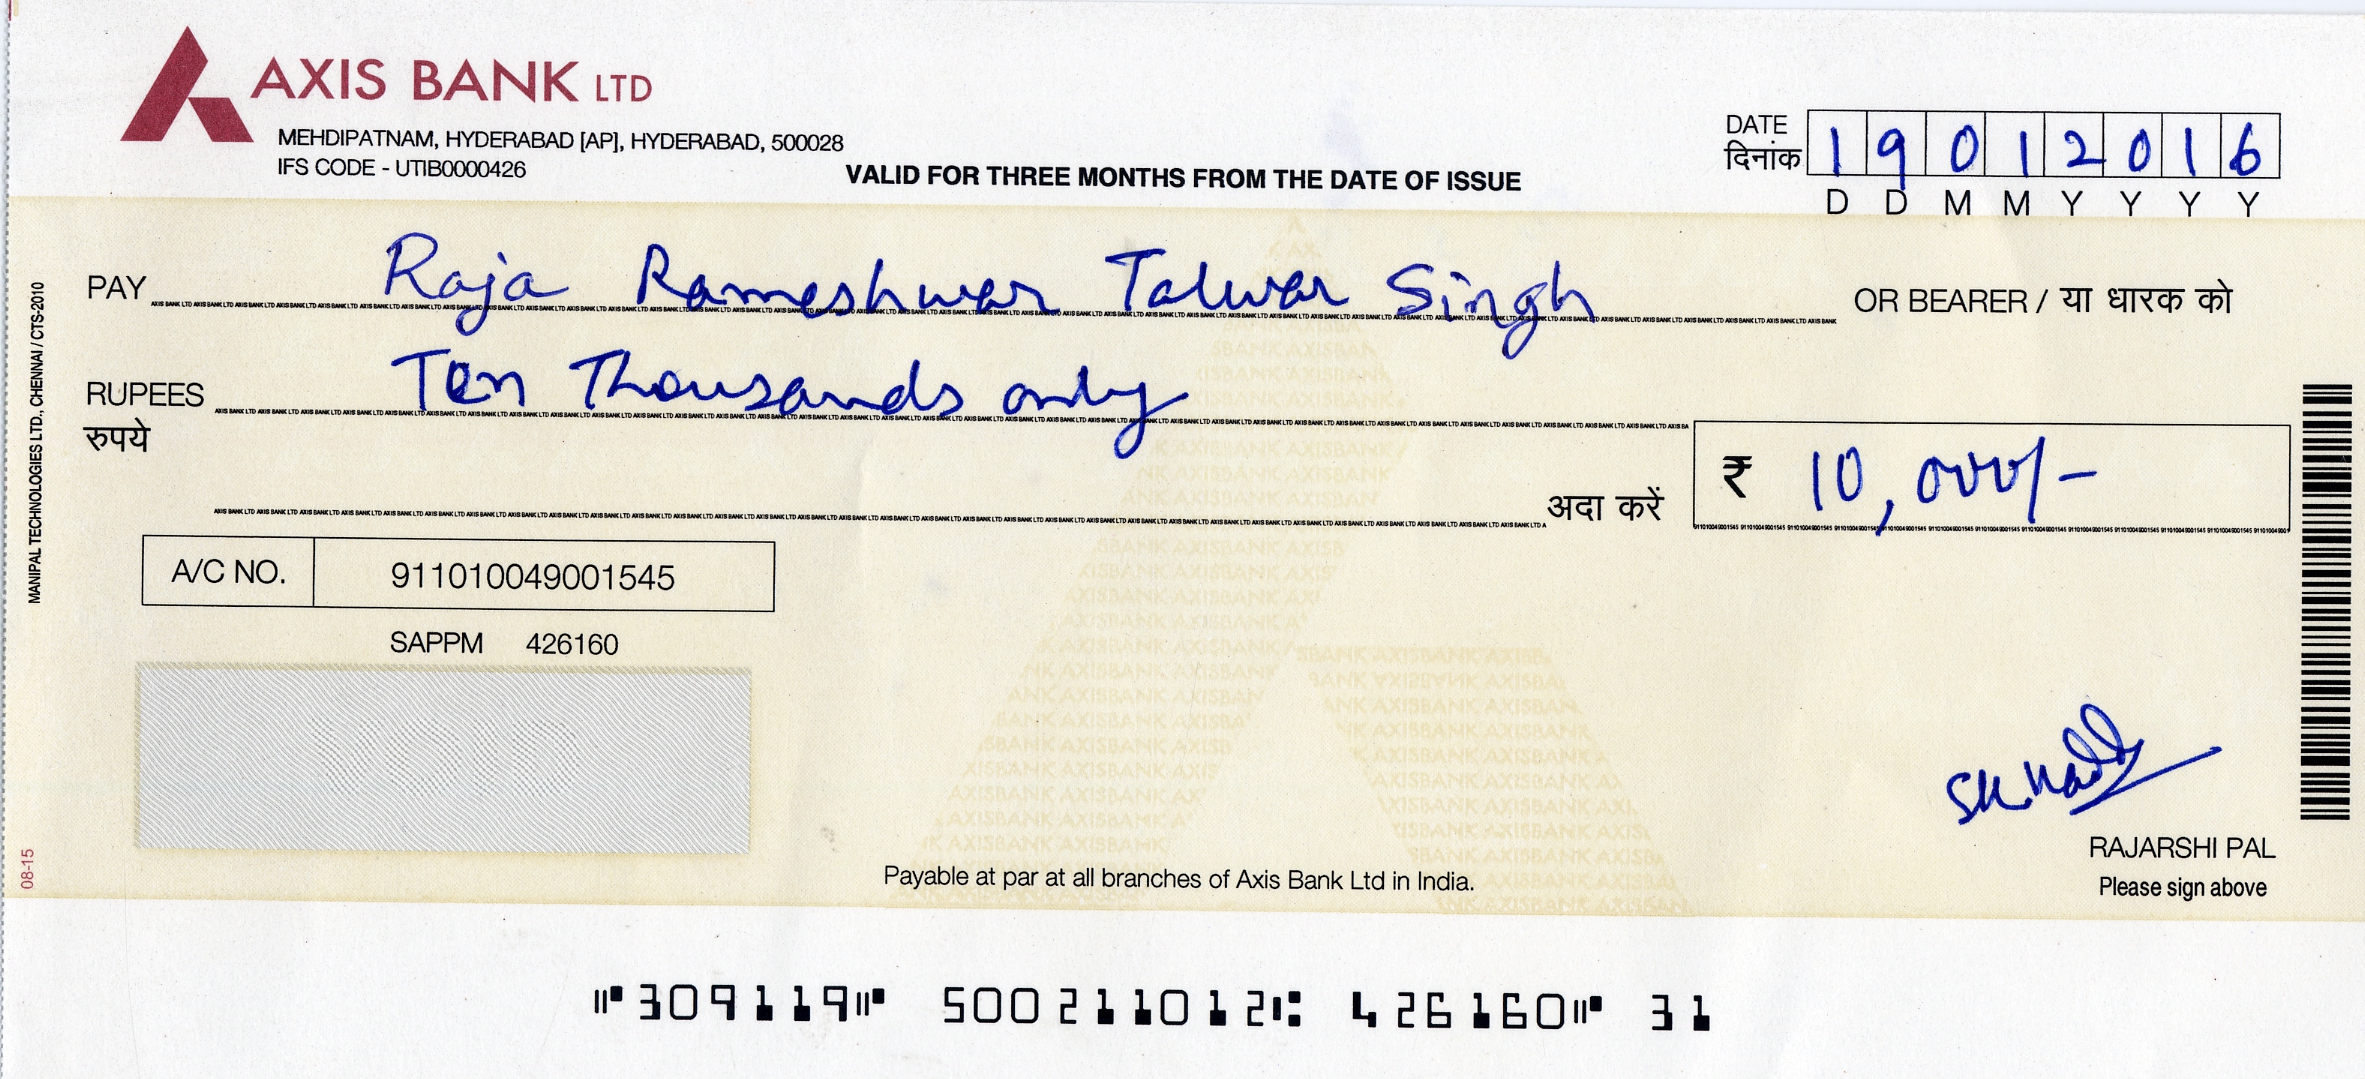 AXIS BANK LTD
MEHDIPATNAM, HYDERABAD [AP], HYDERABAD, 500028
IFS CODE - UTIB0000426
VALID FOR THREE MONTHS FROM THE DATE OF ISSUE
DATE
दिनांक
1 9 0 1 2 0 1 6
D D M M Y Y Y Y
PAY Raja Rameshwar Talwar Singh OR BEARER / या धारक को
RUPEES Ten Thousands only
रुपये
अदा करें ₹ 10,000/-
A/C NO. 911010049001545
SAPPM 426160
VOID
RAJARSHI PAL
Please sign above
Payable at par at all branches of Axis Bank Ltd in India.
MANIPAL TECHNOLOGIES LTD., CHENNAI / CTS-2010
08-15
⑈309119⑈ 500211012⑆ 426160⑈ 31